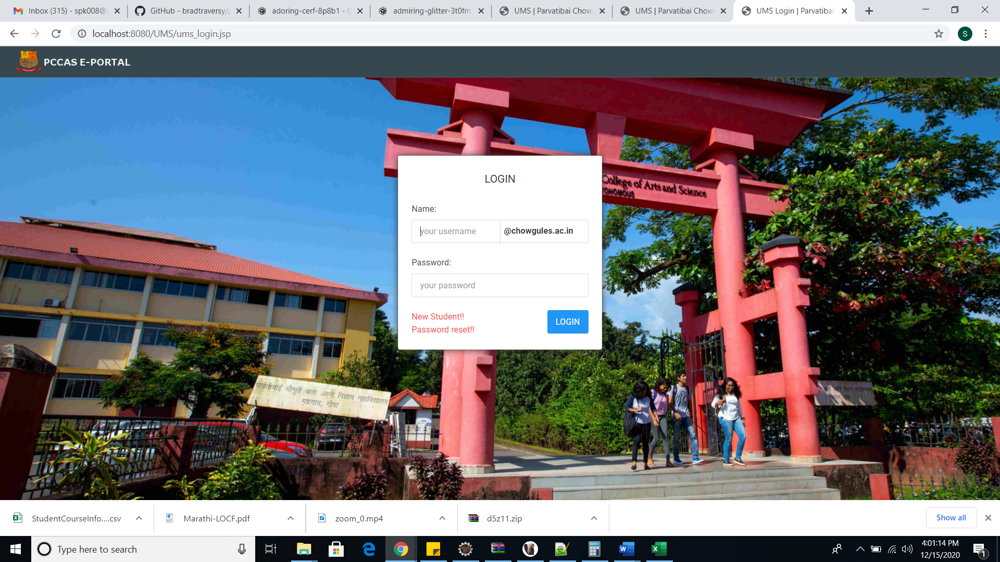 Inbox (315) - spk008@
GitHub - bradtraversy/
adoring-cerf-8p8b1 - C
admiring-glitter-3t0fm
UMS | Parvatibai Chow
UMS | Parvatibai Chow
UMS Login | Parvatibai
localhost:8080/UMS/ums_login.jsp
S
PCCAS E-PORTAL
College of Arts and Science
TONOMOUS
LOGIN
Name:
your username
@chowgules.ac.in
Password:
your password
New Student!!
Password reset!!
LOGIN
पार्वतीबाई चौगुले कला आनी विज्ञान महाविद्यालय
मडगाव, गोवा
StudentCourseInfo....csv
Marathi-LOCF.pdf
zoom_0.mp4
d5z11.zip
Show all
Type here to search
4:01:14 PM
12/15/2020
1